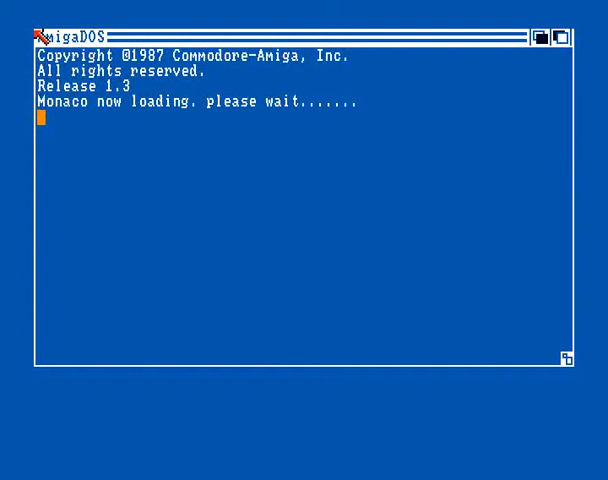 AmigaDOS
Copyright @1987 Commodore-Amiga, Inc.
All rights reserved.
Release 1.3
Monaco now loading. please wait.......